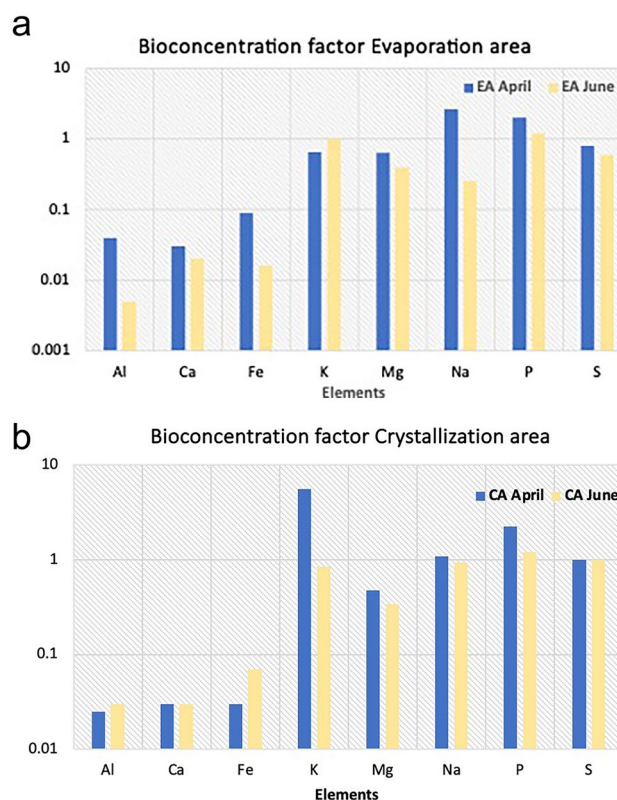 a
Bioconcentration factor Evaporation area
10
EA April EA June
1
0.1
0.01
0.001
Al Ca Fe K Mg Na P S
Elements
b
Bioconcentration factor Crystallization area
10
CA April CA June
1
0.1
0.01
Al Ca Fe K Mg Na P S
Elements